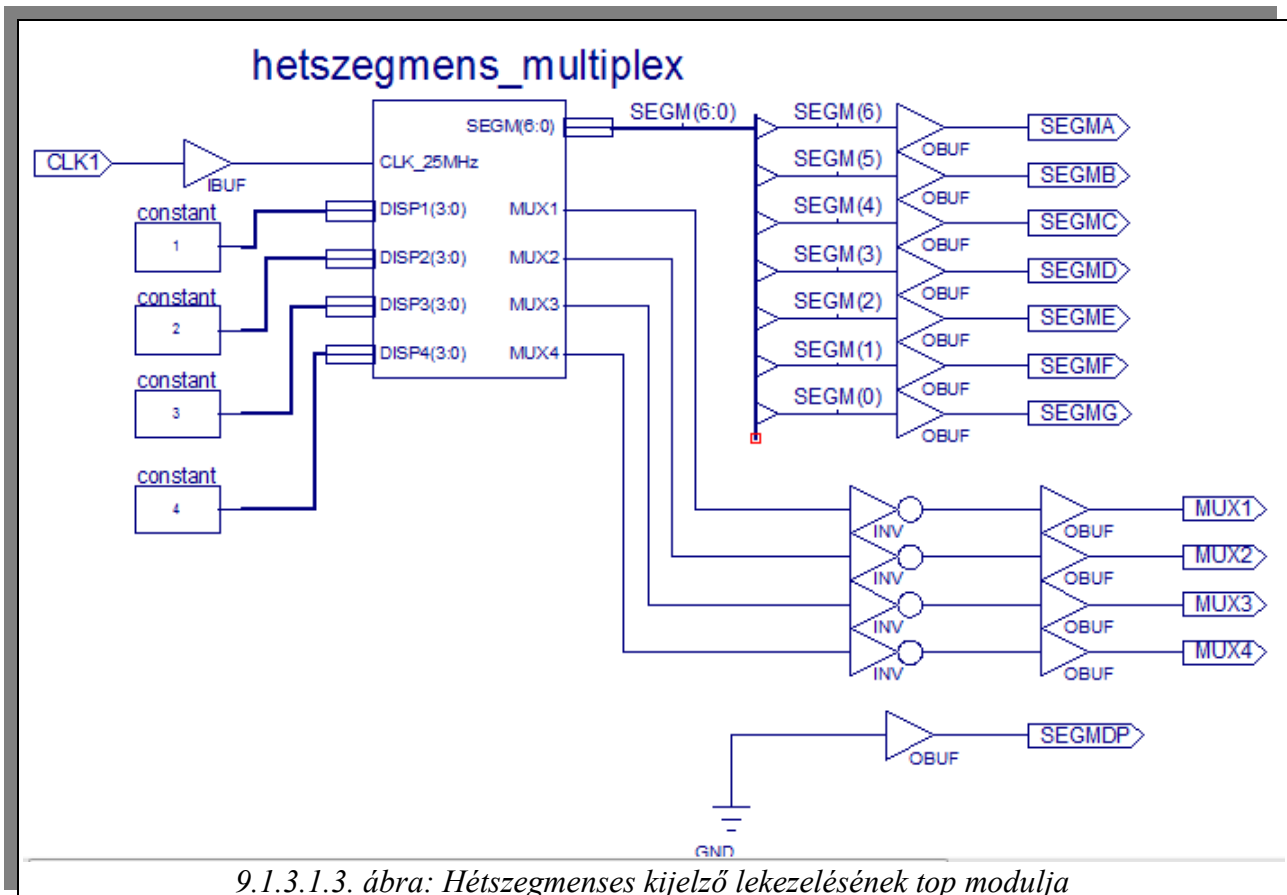 hetszegmens_multiplex
SEGM(6:0)
CLK_25MHz
DISP1(3:0) MUX1
DISP2(3:0) MUX2
DISP3(3:0) MUX3
DISP4(3:0) MUX4
CLK1
IBUF
constant
1
constant
2
constant
3
constant
4
SEGM(6:0)
SEGM(6)
OBUF
SEGMA
SEGM(5)
OBUF
SEGMB
SEGM(4)
OBUF
SEGMC
SEGM(3)
OBUF
SEGMD
SEGM(2)
OBUF
SEGME
SEGM(1)
OBUF
SEGMF
SEGM(0)
OBUF
SEGMG
INV
OBUF
MUX1
INV
OBUF
MUX2
INV
OBUF
MUX3
INV
OBUF
MUX4
OBUF
SEGMDP
GND
9.1.3.1.3. ábra: Hétszegmenses kijelző lekezelésének top modulja